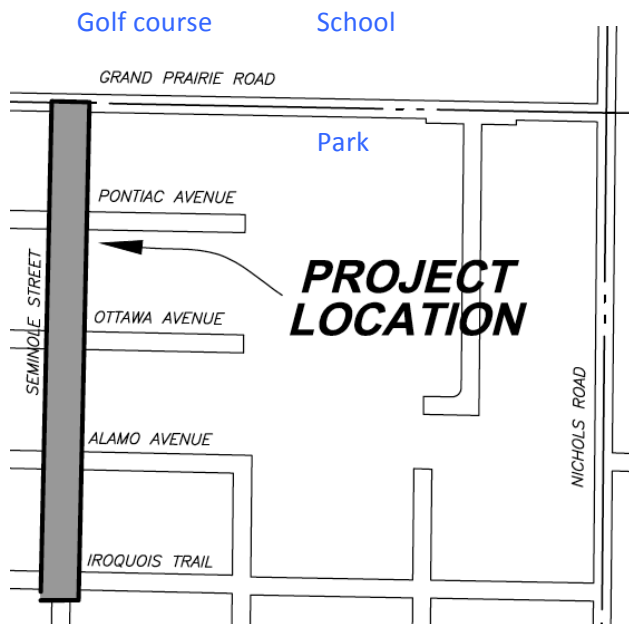 Golf course
School
GRAND PRAIRIE ROAD
Park
PONTIAC AVENUE
SEMINOLE STREET
PROJECT
LOCATION
OTTAWA AVENUE
NICHOLS ROAD
ALAMO AVENUE
IROQUOIS TRAIL